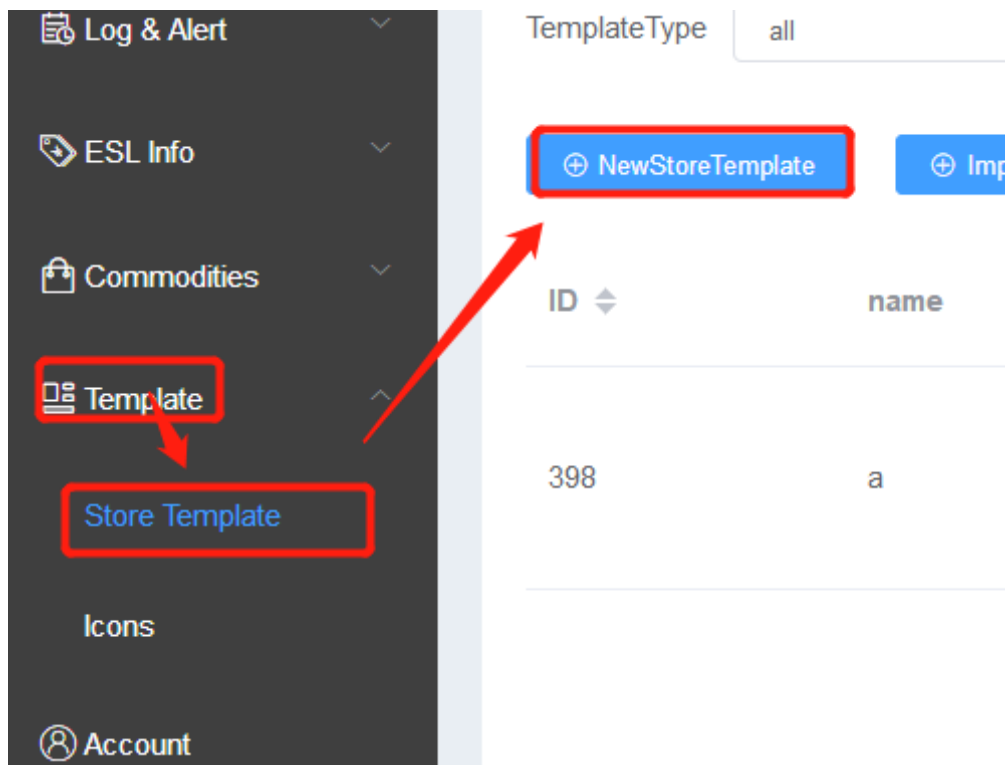 Log & Alert
ESL Info
Commodities
Template
Store Template
Icons
Account
TemplateType all
NewStoreTemplate
ID name
398 a